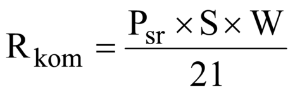 R_kom = (P_sr × S × W) / 21